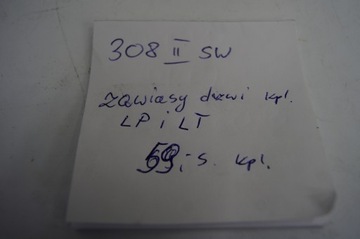 308 II SW
zawiasy drzwi kpl.
LP i LT
i S. kpl.